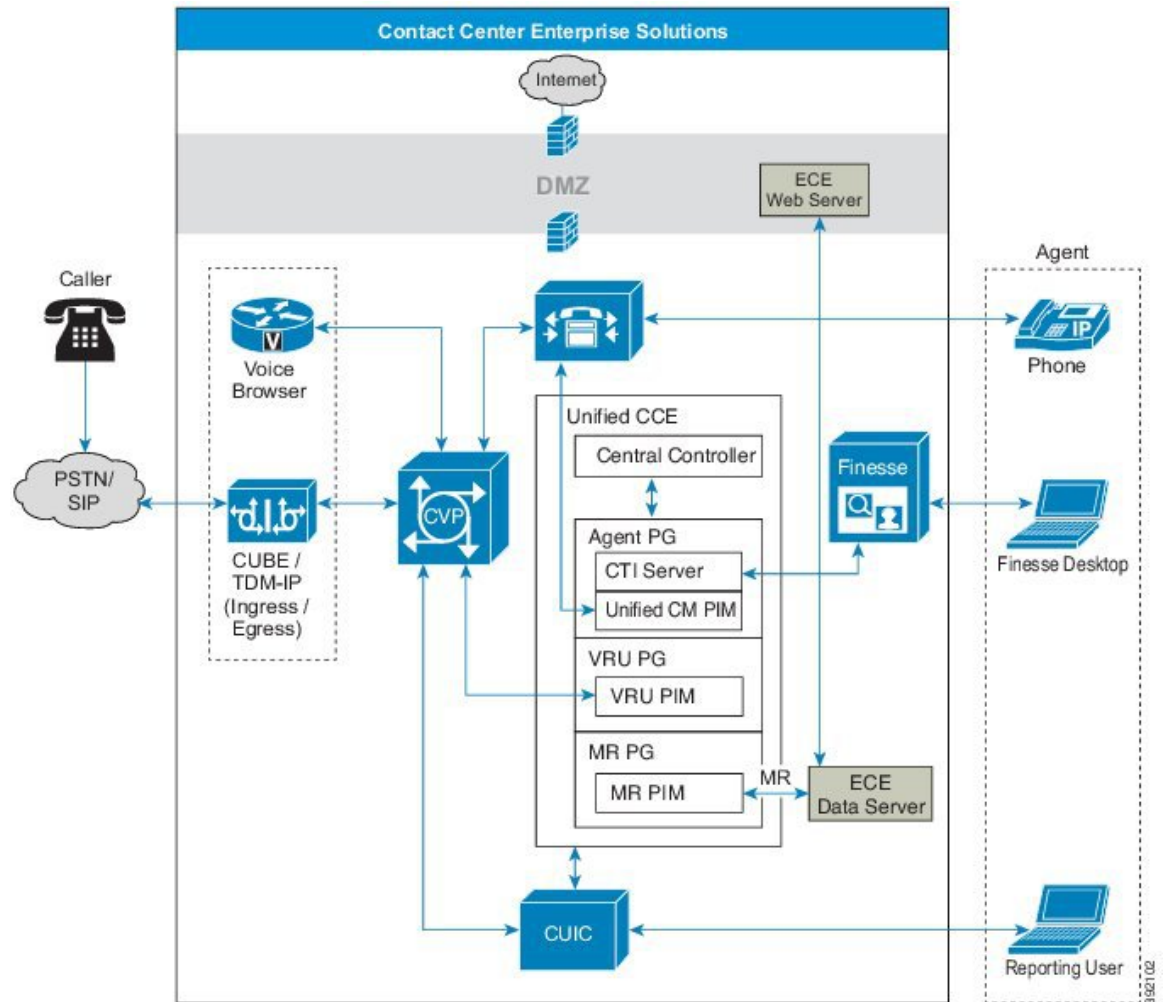 Contact Center Enterprise Solutions
Internet
DMZ
ECE
Web Server
Caller
Agent
V
Voice
Browser
IP
Phone
Unified CCE
Central Controller
Finesse
PSTN/
SIP
CVP
CUBE /
TDM-IP
(Ingress /
Egress)
Agent PG
CTI Server
Unified CM PIM
Finesse Desktop
VRU PG
VRU PIM
MR PG
MR PIM
MR
ECE
Data Server
CUIC
Reporting User
392102